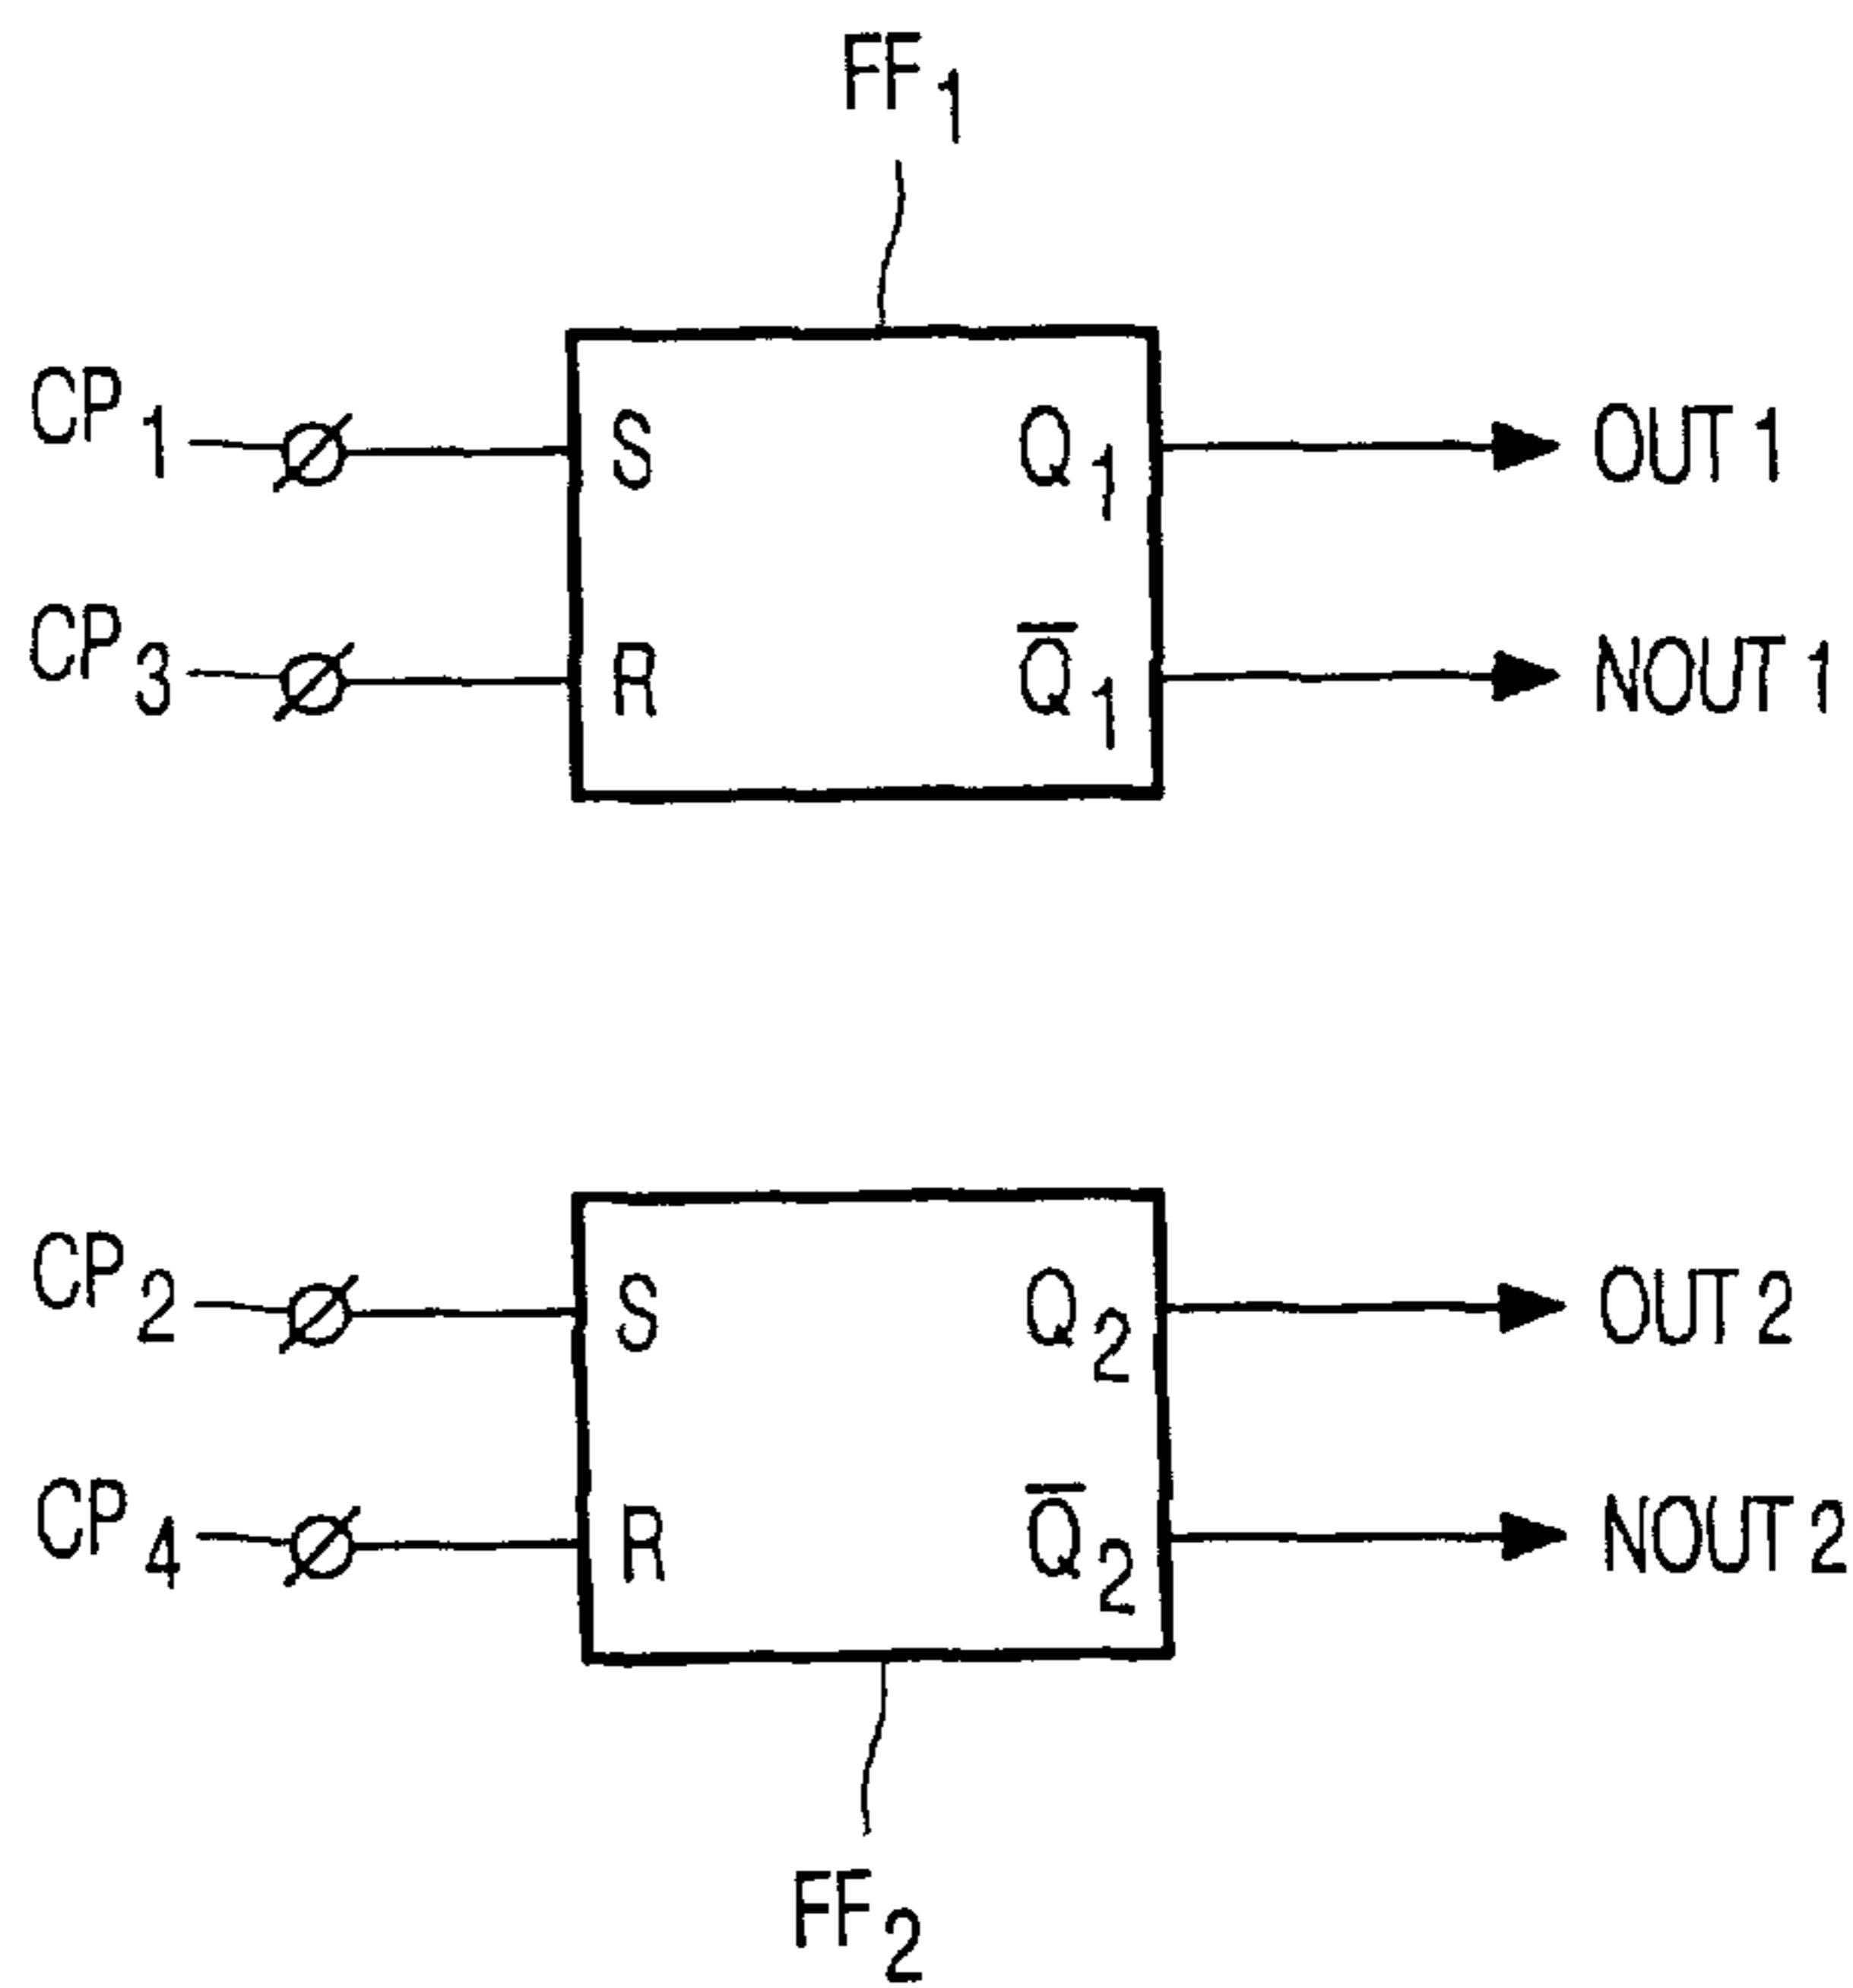 FF₁
CP₁ S Q₁ OUT 1
CP₃ R Q̅₁ NOUT 1
CP₂ S Q₂ OUT 2
CP₄ R Q̅₂ NOUT 2
FF₂